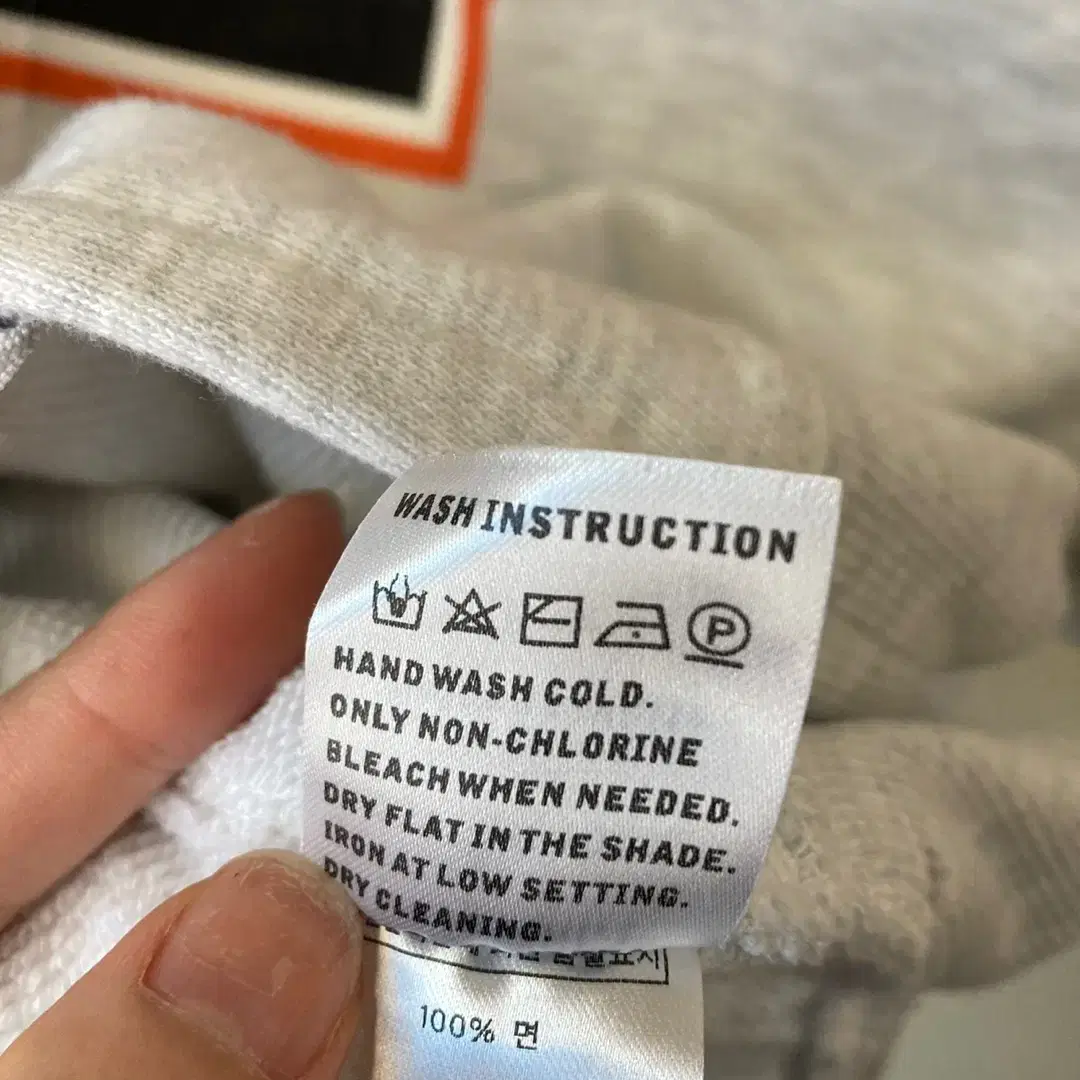 WASH INSTRUCTION
P
HAND WASH COLD.
ONLY NON-CHLORINE
BLEACH WHEN NEEDED.
DRY FLAT IN THE SHADE.
IRON AT LOW SETTING.
DRY CLEANING.
100% 면